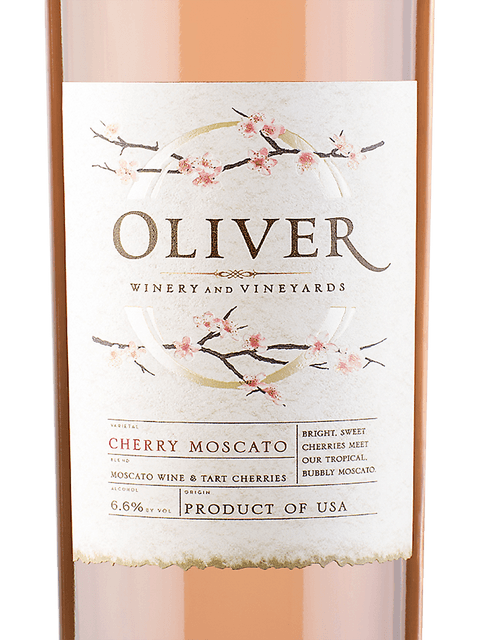 OLIVER
WINERY AND VINEYARDS
VARIETAL
CHERRY MOSCATO
BLEND
MOSCATO WINE & TART CHERRIES
BRIGHT, SWEET
CHERRIES MEET
OUR TROPICAL,
BUBBLY MOSCATO.
ALCOHOL
6.6% BY VOL
ORIGIN
PRODUCT OF USA